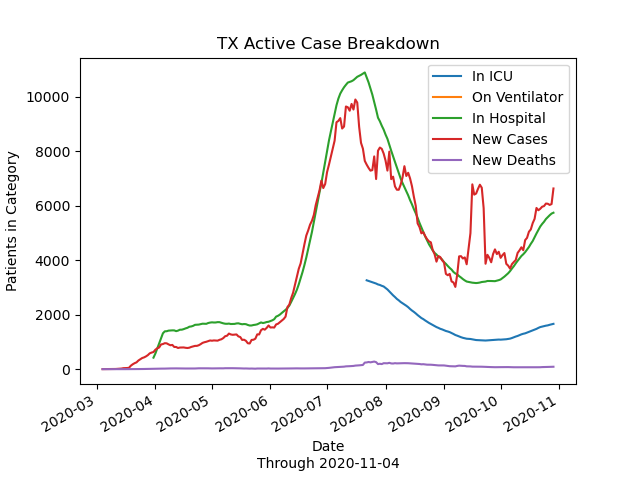 TX Active Case Breakdown
In ICU
On Ventilator
In Hospital
New Cases
New Deaths
Patients in Category
10000
8000
6000
4000
2000
0
2020-03
2020-04
2020-05
2020-06
2020-07
2020-08
2020-09
2020-10
2020-11
Date
Through 2020-11-04